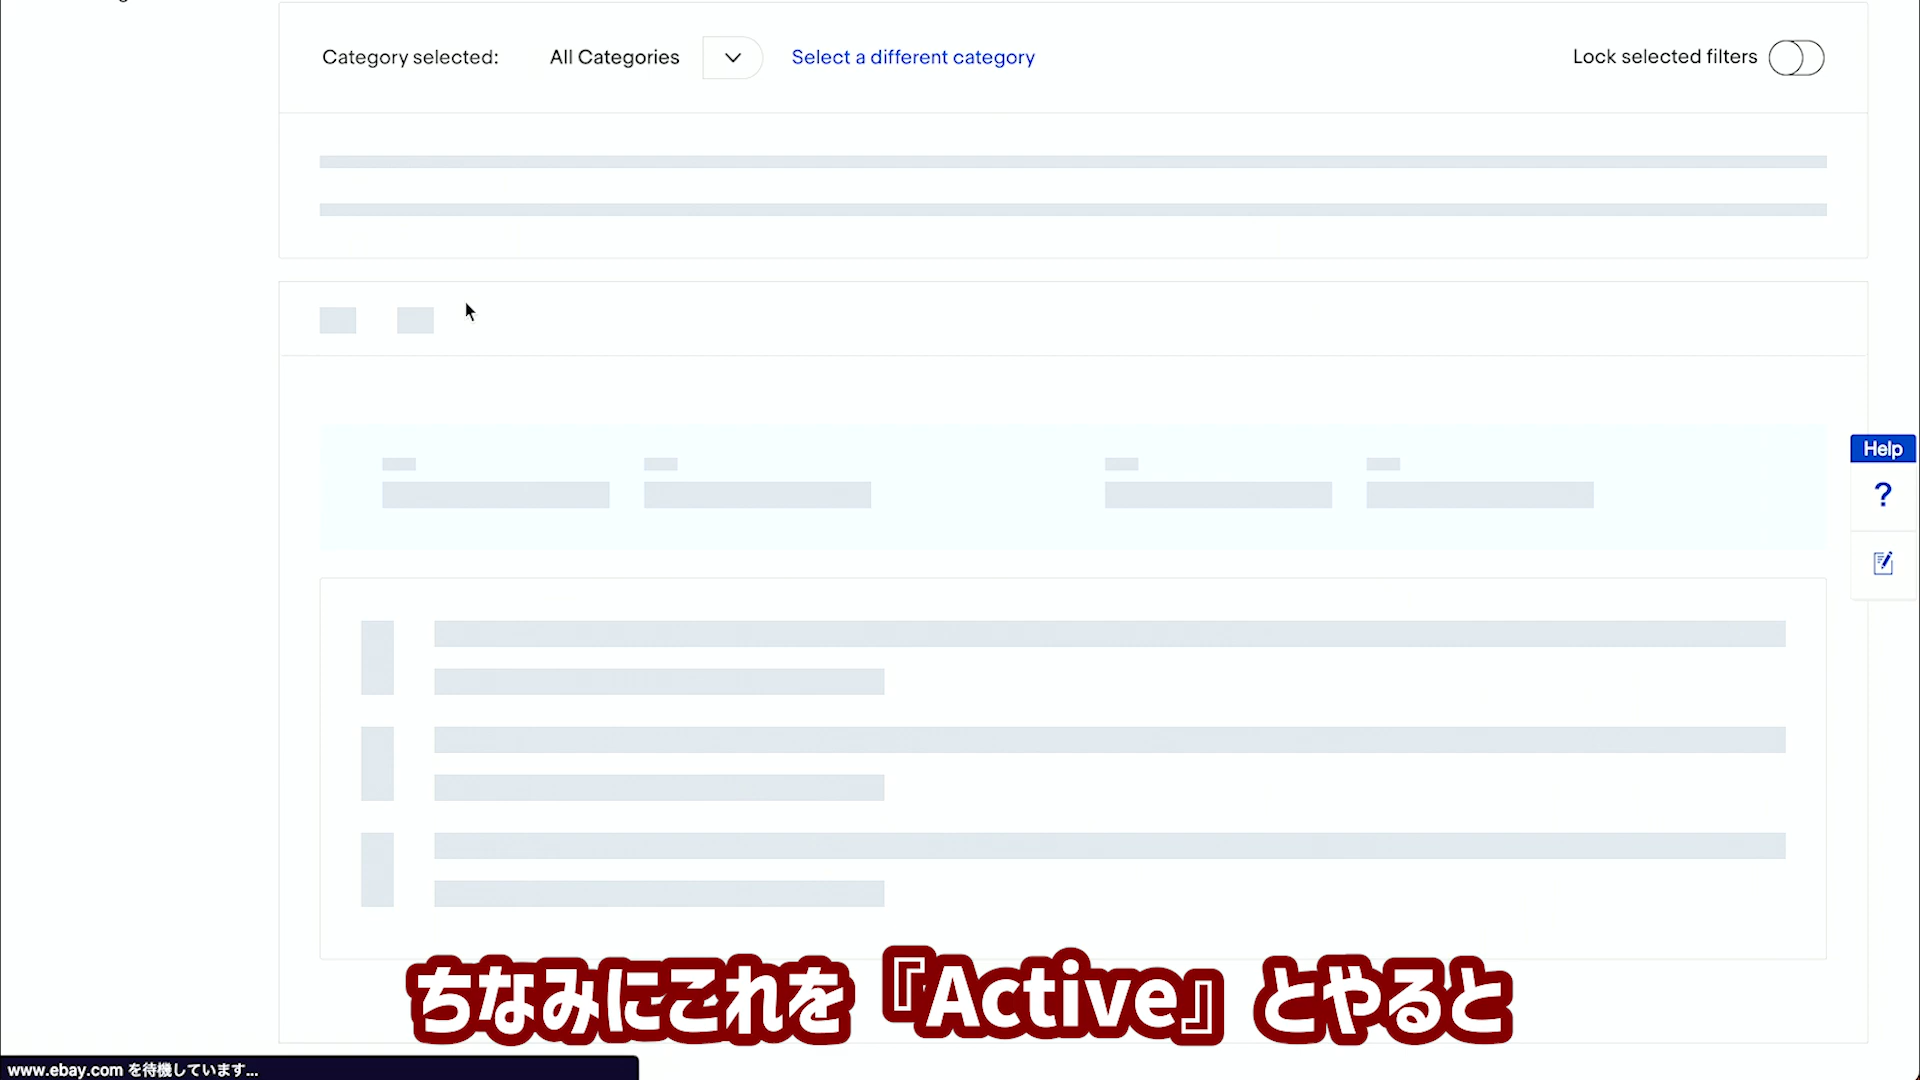 Category selected:
All Categories
Select a different category
Lock selected filters
Help
?
ちなみにこれを『Active』とやると
www.ebay.com を待機しています...